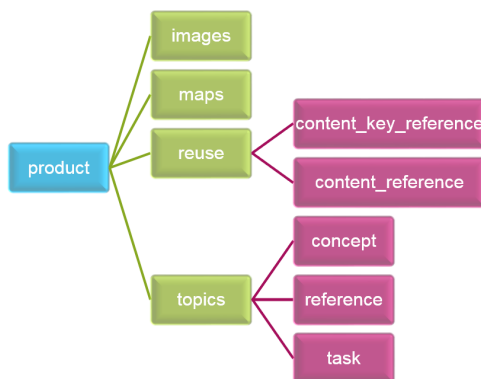 images
maps
content_key_reference
reuse
product
content_reference
concept
topics
reference
task